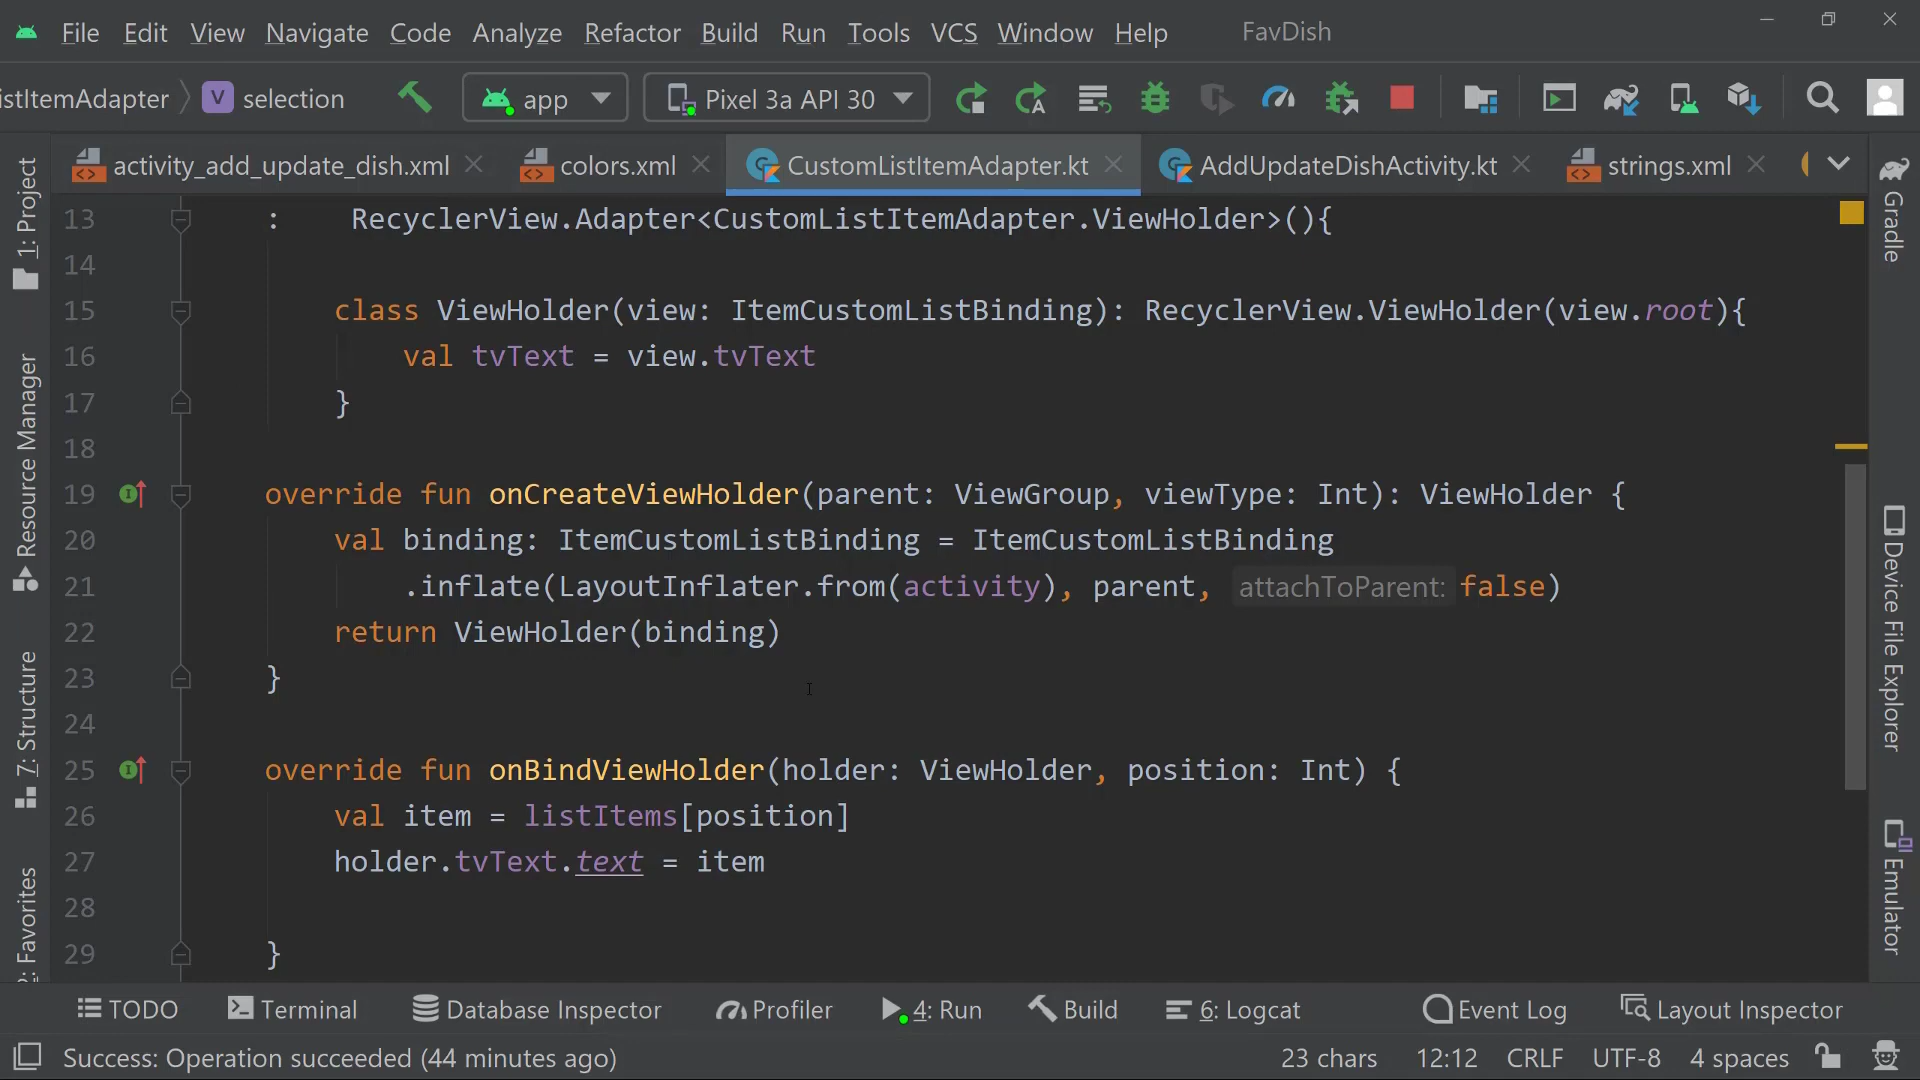 File Edit View Navigate Code Analyze Refactor Build Run Tools VCS Window Help FavDish
istItemAdapter V selection app Pixel 3a API 30
activity_add_update_dish.xml colors.xml CustomListItemAdapter.kt AddUpdateDishActivity.kt strings.xml
1: Project
Resource Manager
7: Structure
2: Favorites
13 : RecyclerView.Adapter<CustomListItemAdapter.ViewHolder>(){
14
15 class ViewHolder(view: ItemCustomListBinding): RecyclerView.ViewHolder(view.root){
16 val tvText = view.tvText
17 }
18
19 override fun onCreateViewHolder(parent: ViewGroup, viewType: Int): ViewHolder {
20 val binding: ItemCustomListBinding = ItemCustomListBinding
21 .inflate(LayoutInflater.from(activity), parent, attachToParent: false)
22 return ViewHolder(binding)
23 }
24
25 override fun onBindViewHolder(holder: ViewHolder, position: Int) {
26 val item = listItems[position]
27 holder.tvText.text = item
28
29 }
Gradle
Device File Explorer
Emulator
TODO Terminal Database Inspector Profiler 4: Run Build 6: Logcat Event Log Layout Inspector
Success: Operation succeeded (44 minutes ago) 23 chars 12:12 CRLF UTF-8 4 spaces